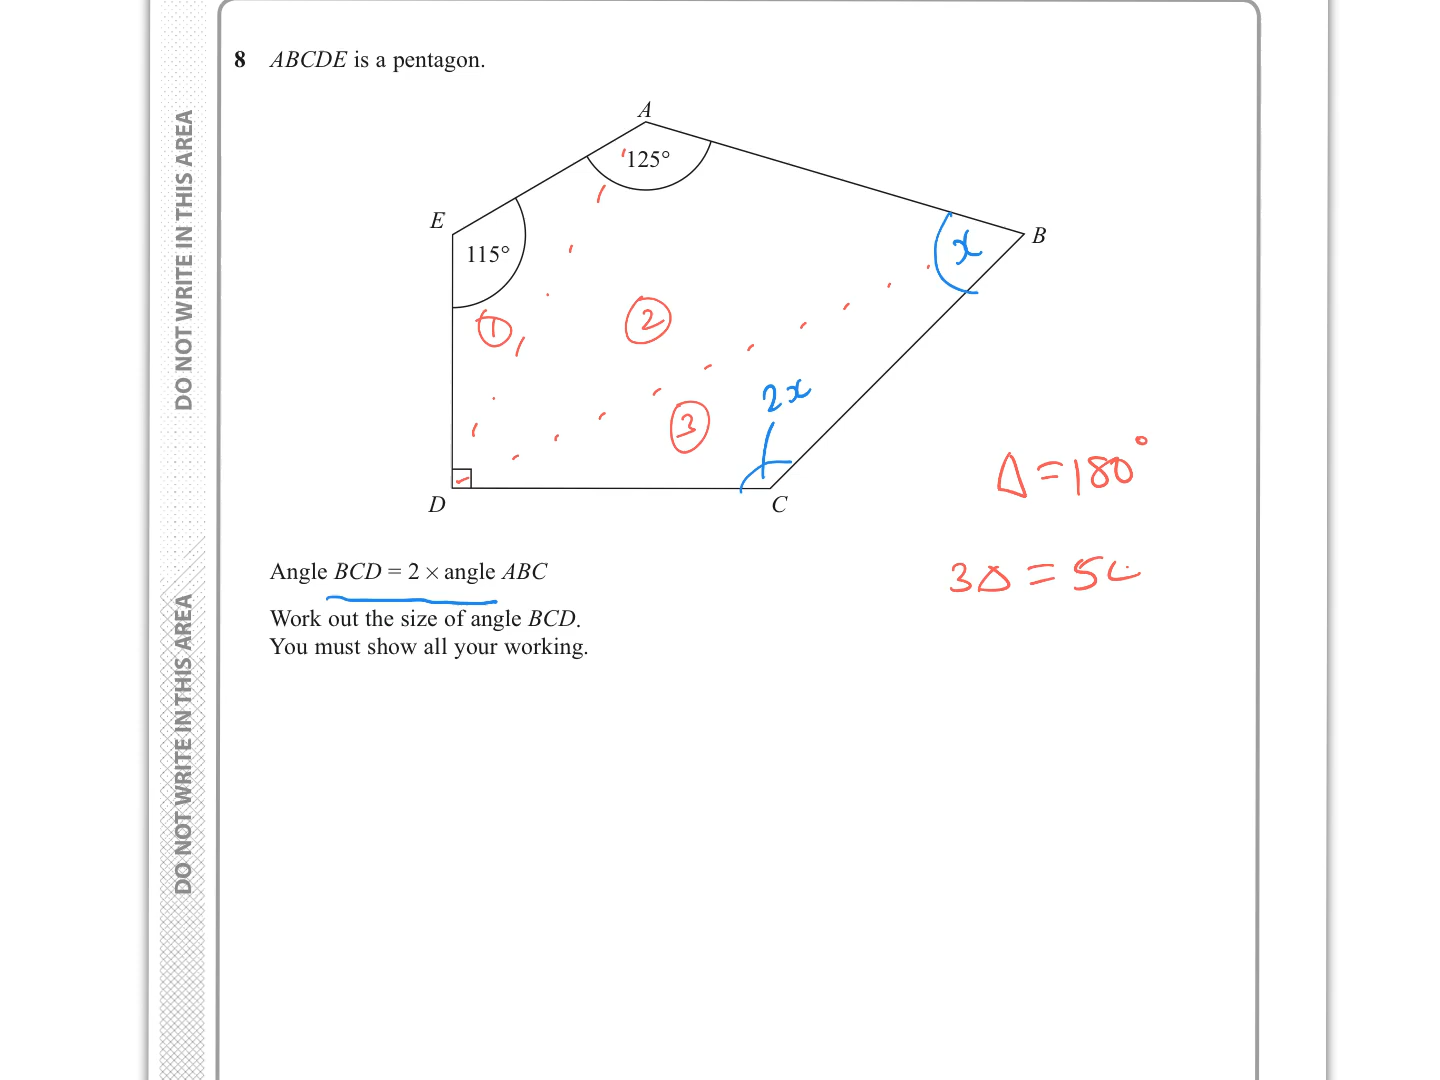 8 ABCDE is a pentagon.
A
125°
E
115°
B
x
1
2
3
2x
D
C
Δ=180°
3Δ = 54
Angle BCD = 2 × angle ABC
Work out the size of angle BCD.
You must show all your working.
DO NOT WRITE IN THIS AREA
DO NOT WRITE IN THIS AREA